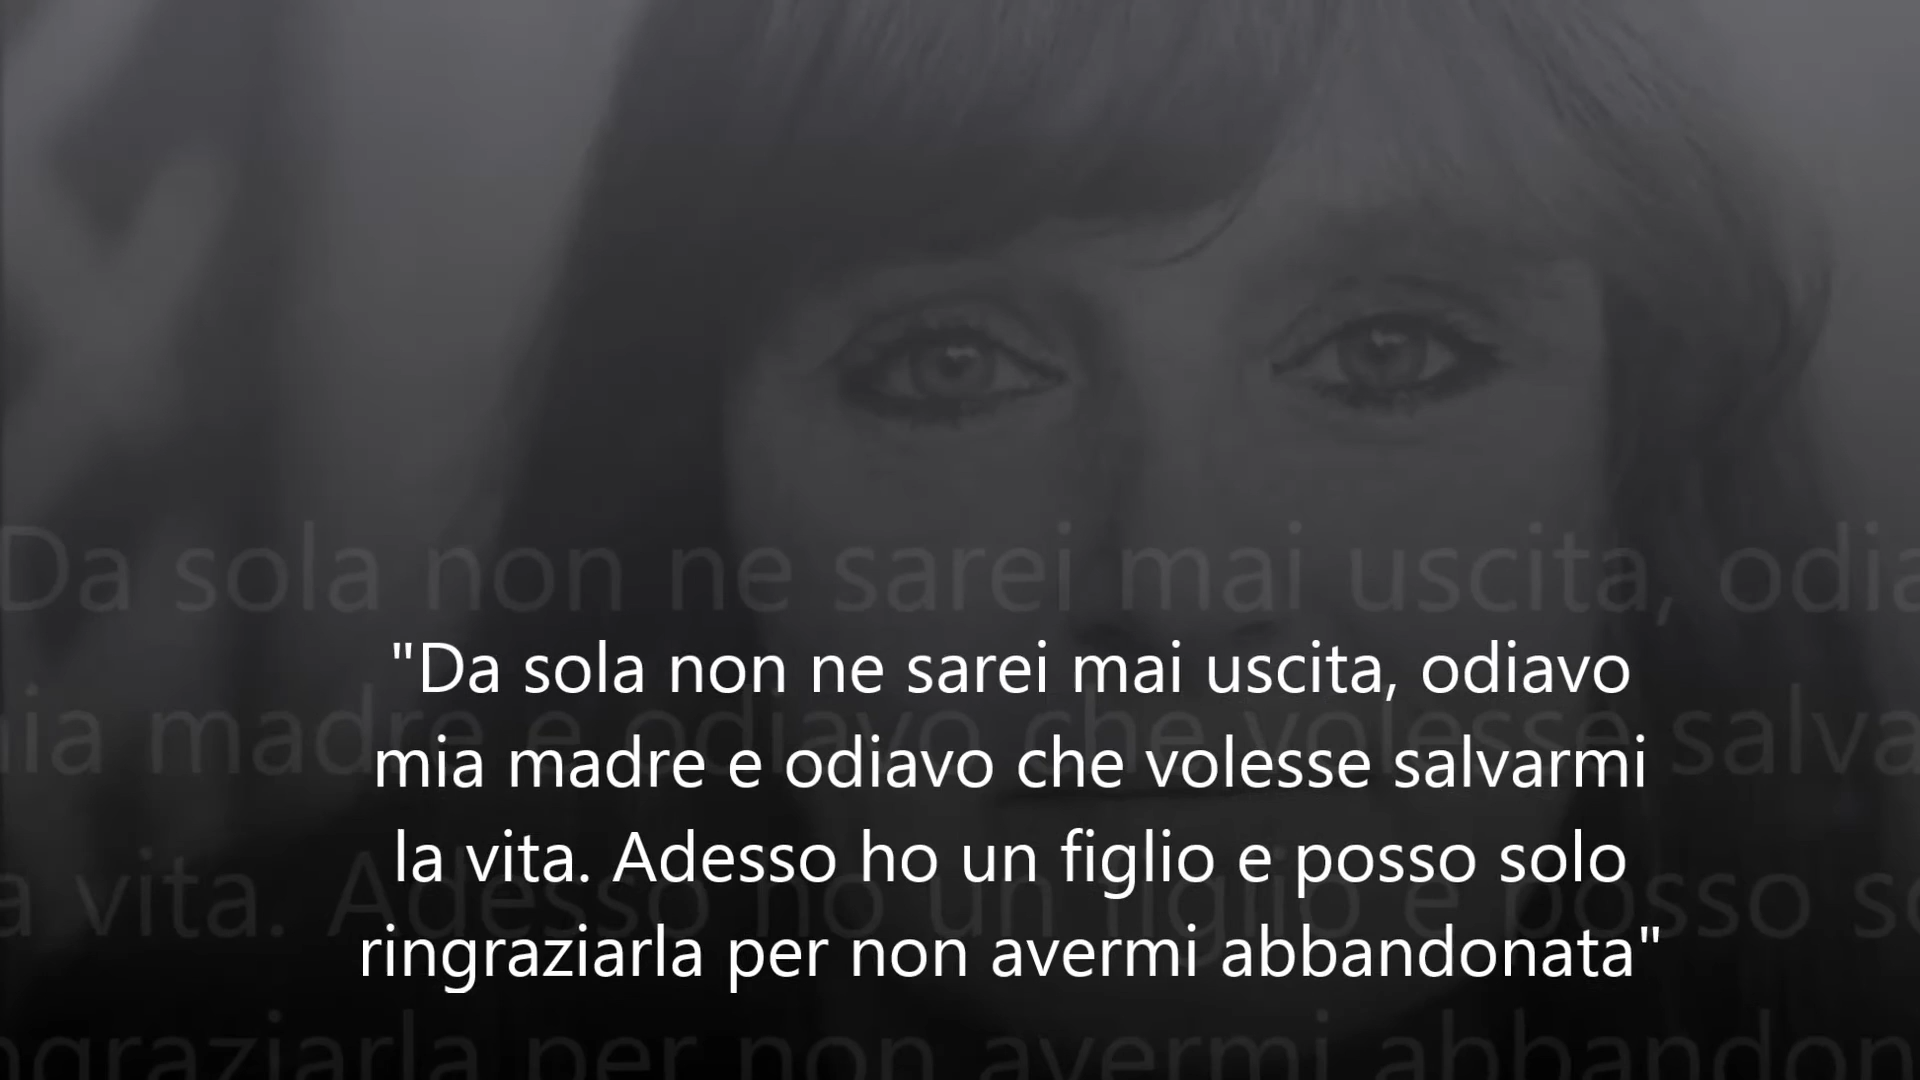 "Da sola non ne sarei mai uscita, odiavo
mia madre e odiavo che volesse salvarmi
la vita. Adesso ho un figlio e posso solo
ringraziarla per non avermi abbandonata"